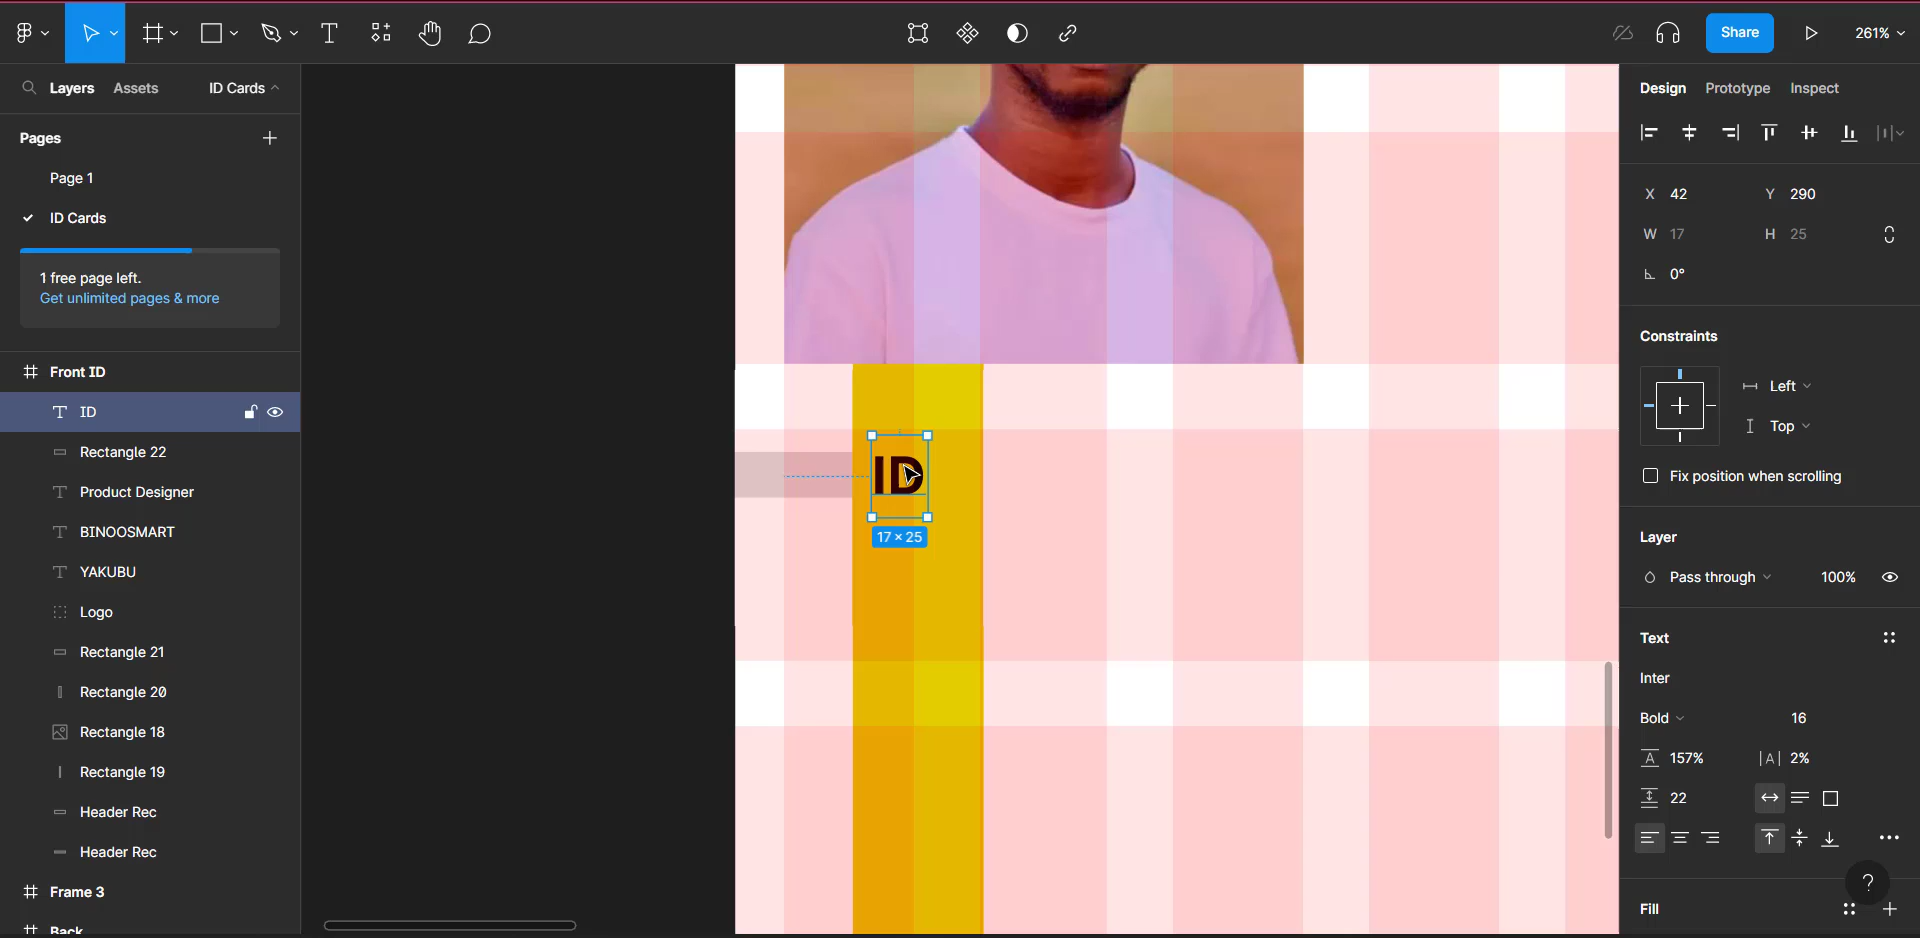 Share
261%
Layers
Assets
ID Cards
Pages
Page 1
ID Cards
1 free page left.
Get unlimited pages & more
Front ID
ID
Rectangle 22
Product Designer
BINOOSMART
YAKUBU
Logo
Rectangle 21
Rectangle 20
Rectangle 18
Rectangle 19
Header Rec
Header Rec
Frame 3
Back
ID
17 × 25
Design
Prototype
Inspect
X 42
Y 290
W 17
H 25
0°
Constraints
Left
Top
Fix position when scrolling
Layer
Pass through
100%
Text
Inter
Bold
16
A 157%
|A| 2%
22
?
Fill